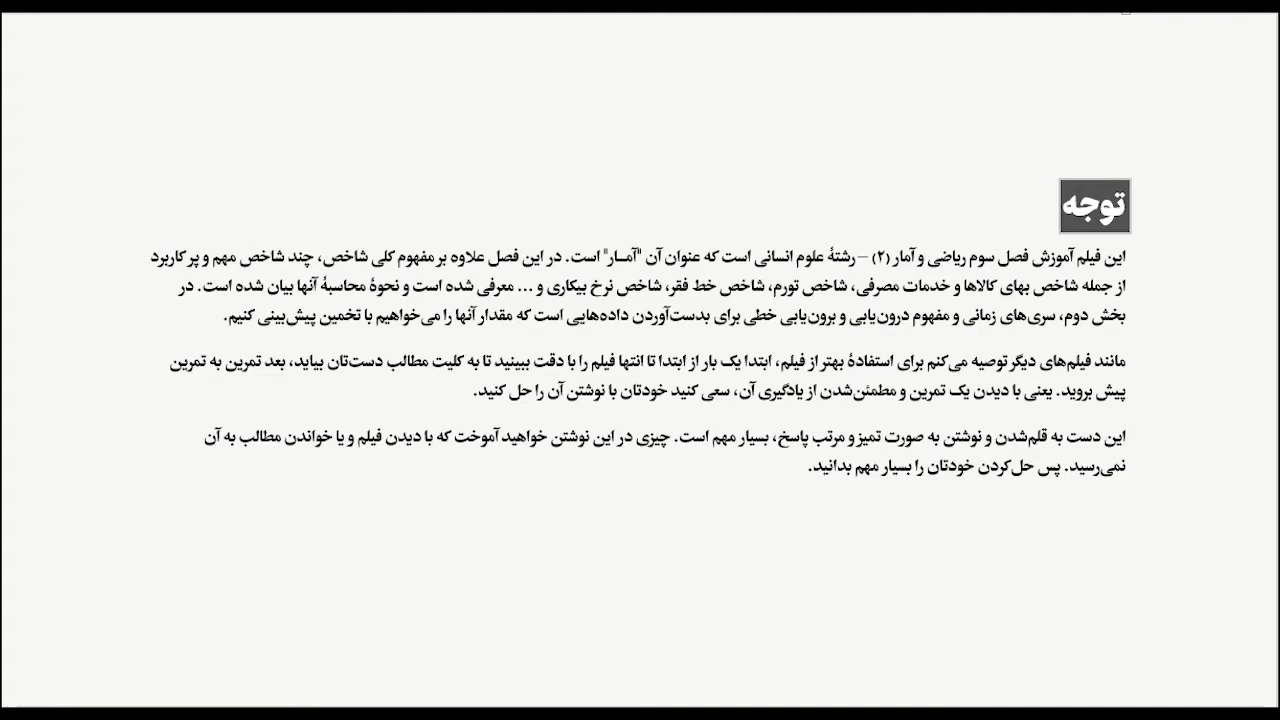 توجه
این فیلم آموزش فصل سوم ریاضی و آمار (۲) – رشتهٔ علوم انسانی است که عنوان آن "آمـار" است. در این فصل علاوه بر مفهوم کلی شاخص، چند شاخص مهم و پر کاربرد
از جمله شاخص بهای کالاها و خدمات مصرفی، شاخص تورم، شاخص خط فقر، شاخص نرخ بیکاری و ... معرفی شده است و نحوهٔ محاسبهٔ آنها بیان شده است. در
بخش دوم، سری‌های زمانی و مفهوم درون‌یابی و برون‌یابی خطی برای بدست‌آوردن داده‌هایی است که مقدار آنها را می‌خواهیم با تخمین پیش‌بینی کنیم.
مانند فیلم‌های دیگر توصیه می‌کنم برای استفادهٔ بهتر از فیلم، ابتدا یک بار از ابتدا تا انتها فیلم را با دقت ببینید تا به کلیت مطالب دست‌تان بیاید، بعد تمرین به تمرین
پیش بروید. یعنی با دیدن یک تمرین و مطمئن‌شدن از یادگیری آن، سعی کنید خودتان با نوشتن آن را حل کنید.
این دست به قلم‌شدن و نوشتن به صورت تمیز و مرتب پاسخ، بسیار مهم است. چیزی در این نوشتن خواهید آموخت که با دیدن فیلم و یا خواندن مطالب به آن
نمی‌رسید. پس حل‌کردن خودتان را بسیار مهم بدانید.